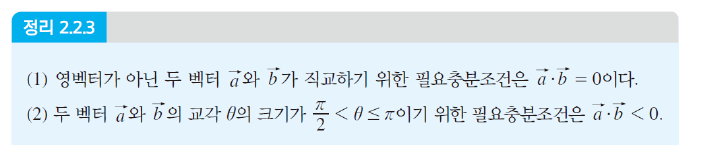 정리 2.2.3
(1) 영벡터가 아닌 두 벡터 $\vec{a}$와 $\vec{b}$가 직교하기 위한 필요충분조건은 $\vec{a}\cdot\vec{b}=0$이다.
(2) 두 벡터 $\vec{a}$와 $\vec{b}$의 교각 $\theta$의 크기가 $\frac{\pi}{2}<\theta\leq\pi$이기 위한 필요충분조건은 $\vec{a}\cdot\vec{b}<0$.